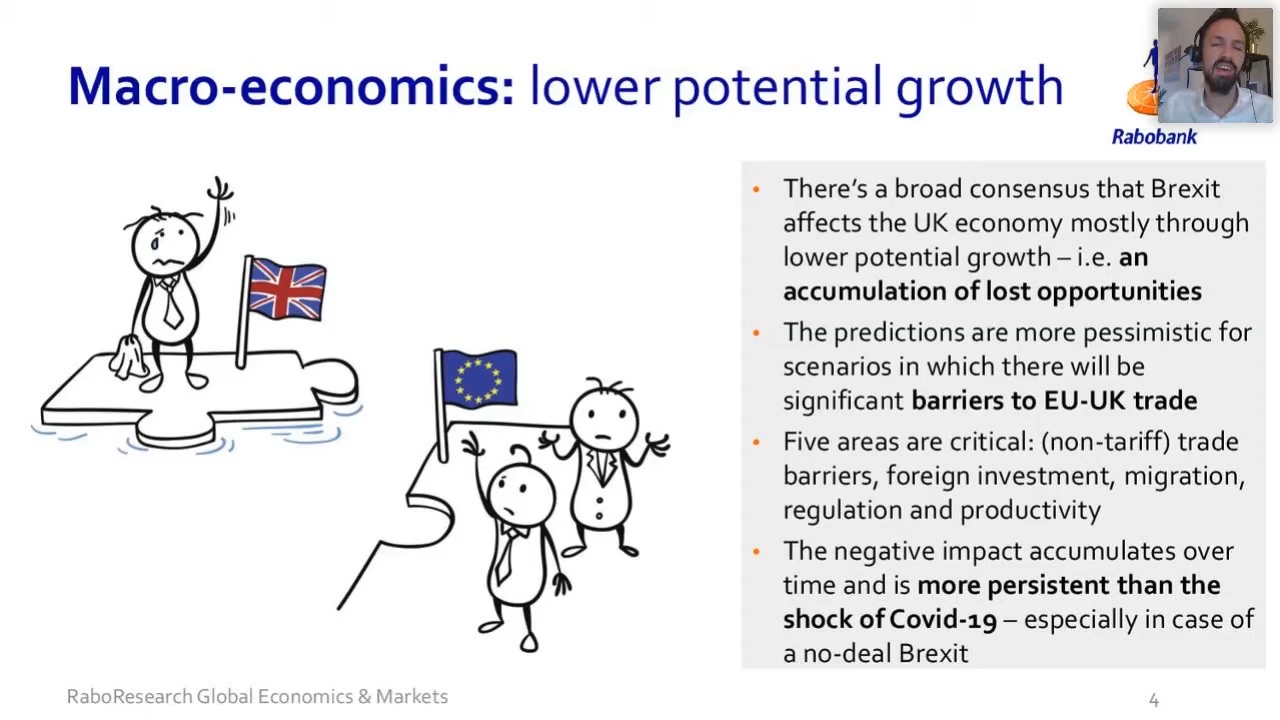 Macro-economics: lower potential growth
Rabobank
• There’s a broad consensus that Brexit
affects the UK economy mostly through
lower potential growth – i.e. an
accumulation of lost opportunities
• The predictions are more pessimistic for
scenarios in which there will be
significant barriers to EU-UK trade
• Five areas are critical: (non-tariff) trade
barriers, foreign investment, migration,
regulation and productivity
• The negative impact accumulates over
time and is more persistent than the
shock of Covid-19 – especially in case of
a no-deal Brexit
RaboResearch Global Economics & Markets
4